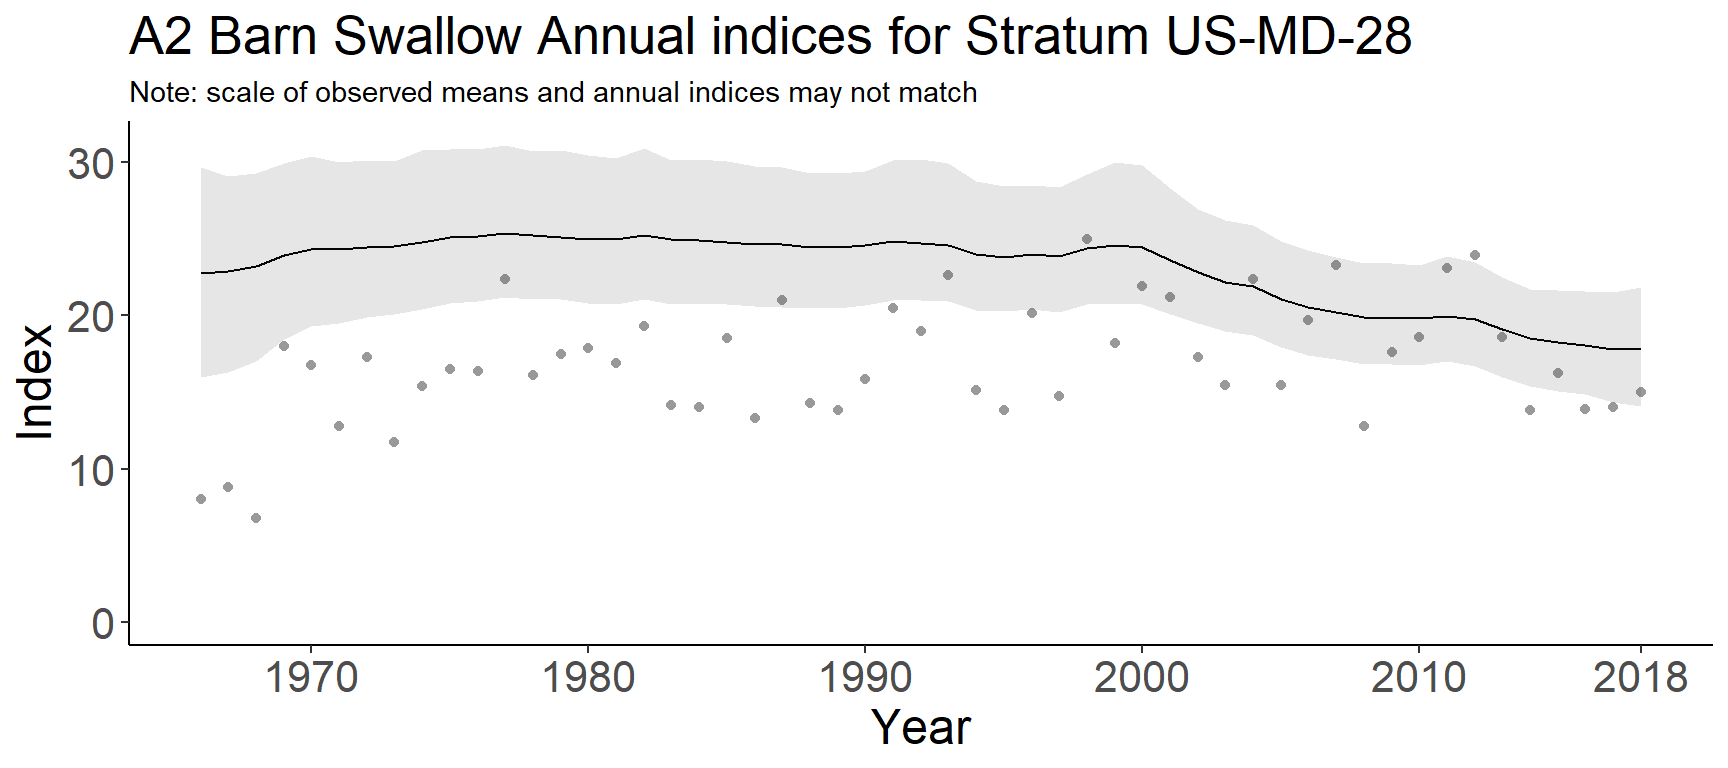 A2 Barn Swallow Annual indices for Stratum US-MD-28
Note: scale of observed means and annual indices may not match
30
20
10
0
Index
1970 1980 1990 2000 2010 2018
Year